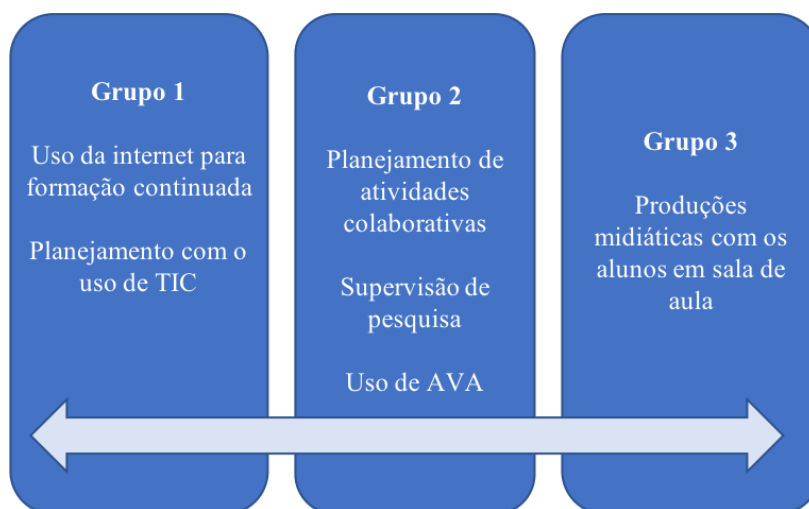 Grupo 1
Uso da internet para
formação continuada
Planejamento com o
uso de TIC
Grupo 2
Planejamento de
atividades
colaborativas
Supervisão de
pesquisa
Uso de AVA
Grupo 3
Produções
midiáticas com os
alunos em sala de
aula